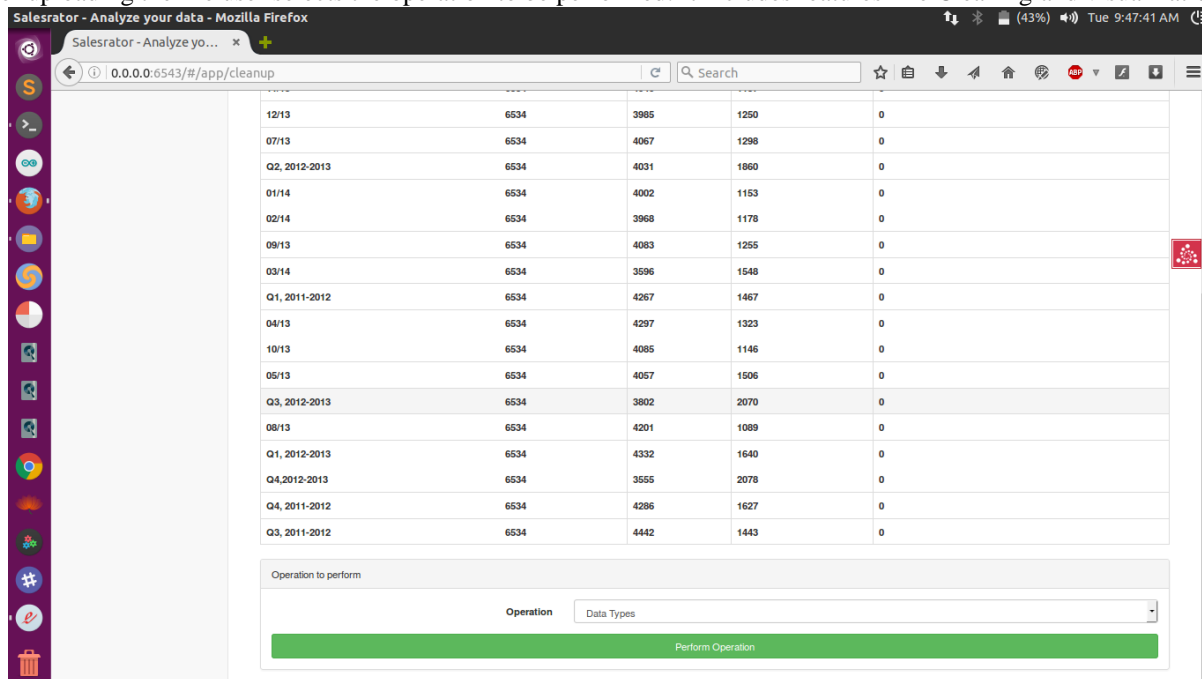 Salesrator - Analyze your data - Mozilla Firefox (43%) Tue 9:47:41 AM
Salesrator - Analyze yo... ×
0.0.0.0:6543/#/app/cleanup Search ABP
12/13 6534 3985 1250 0
07/13 6534 4067 1298 0
Q2, 2012-2013 6534 4031 1860 0
01/14 6534 4002 1153 0
02/14 6534 3968 1178 0
09/13 6534 4083 1255 0
03/14 6534 3596 1548 0
Q1, 2011-2012 6534 4267 1467 0
04/13 6534 4297 1323 0
10/13 6534 4085 1146 0
05/13 6534 4057 1506 0
Q3, 2012-2013 6534 3802 2070 0
08/13 6534 4201 1089 0
Q1, 2012-2013 6534 4332 1640 0
Q4,2012-2013 6534 3555 2078 0
Q4, 2011-2012 6534 4286 1627 0
Q3, 2011-2012 6534 4442 1443 0
Operation to perform
Operation Data Types
Perform Operation